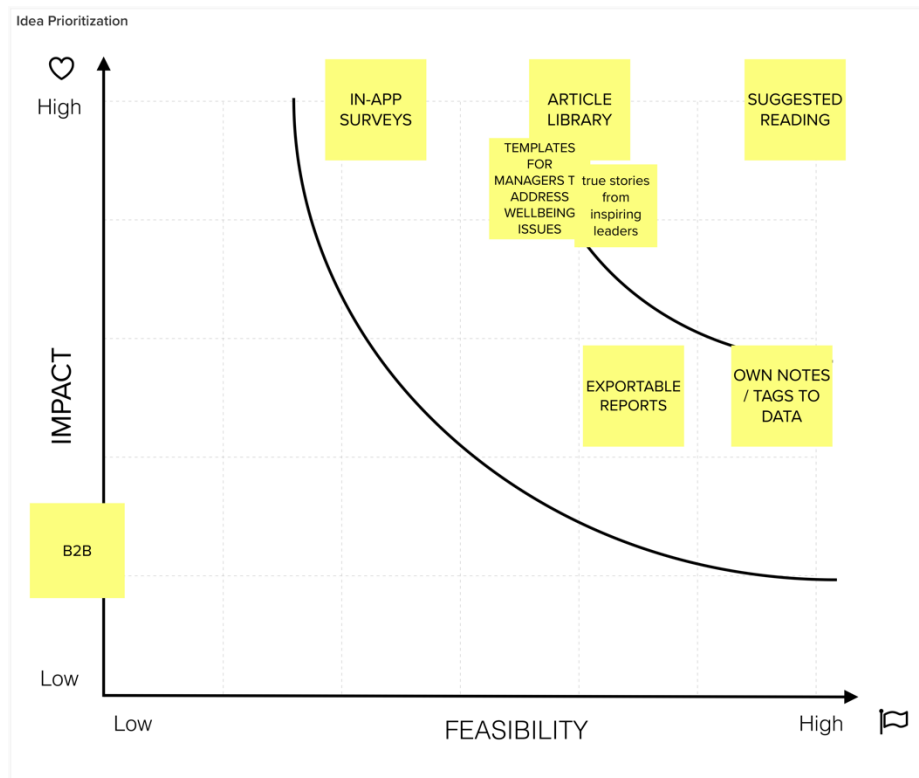 Idea Prioritization
High
IN-APP
SURVEYS
ARTICLE
LIBRARY
SUGGESTED
READING
TEMPLATES
FOR
MANAGERS T
ADDRESS
WELLBEING
ISSUES
true stories
from
inspiring
leaders
IMPACT
EXPORTABLE
REPORTS
OWN NOTES
/ TAGS TO
DATA
B2B
Low
Low
FEASIBILITY
High